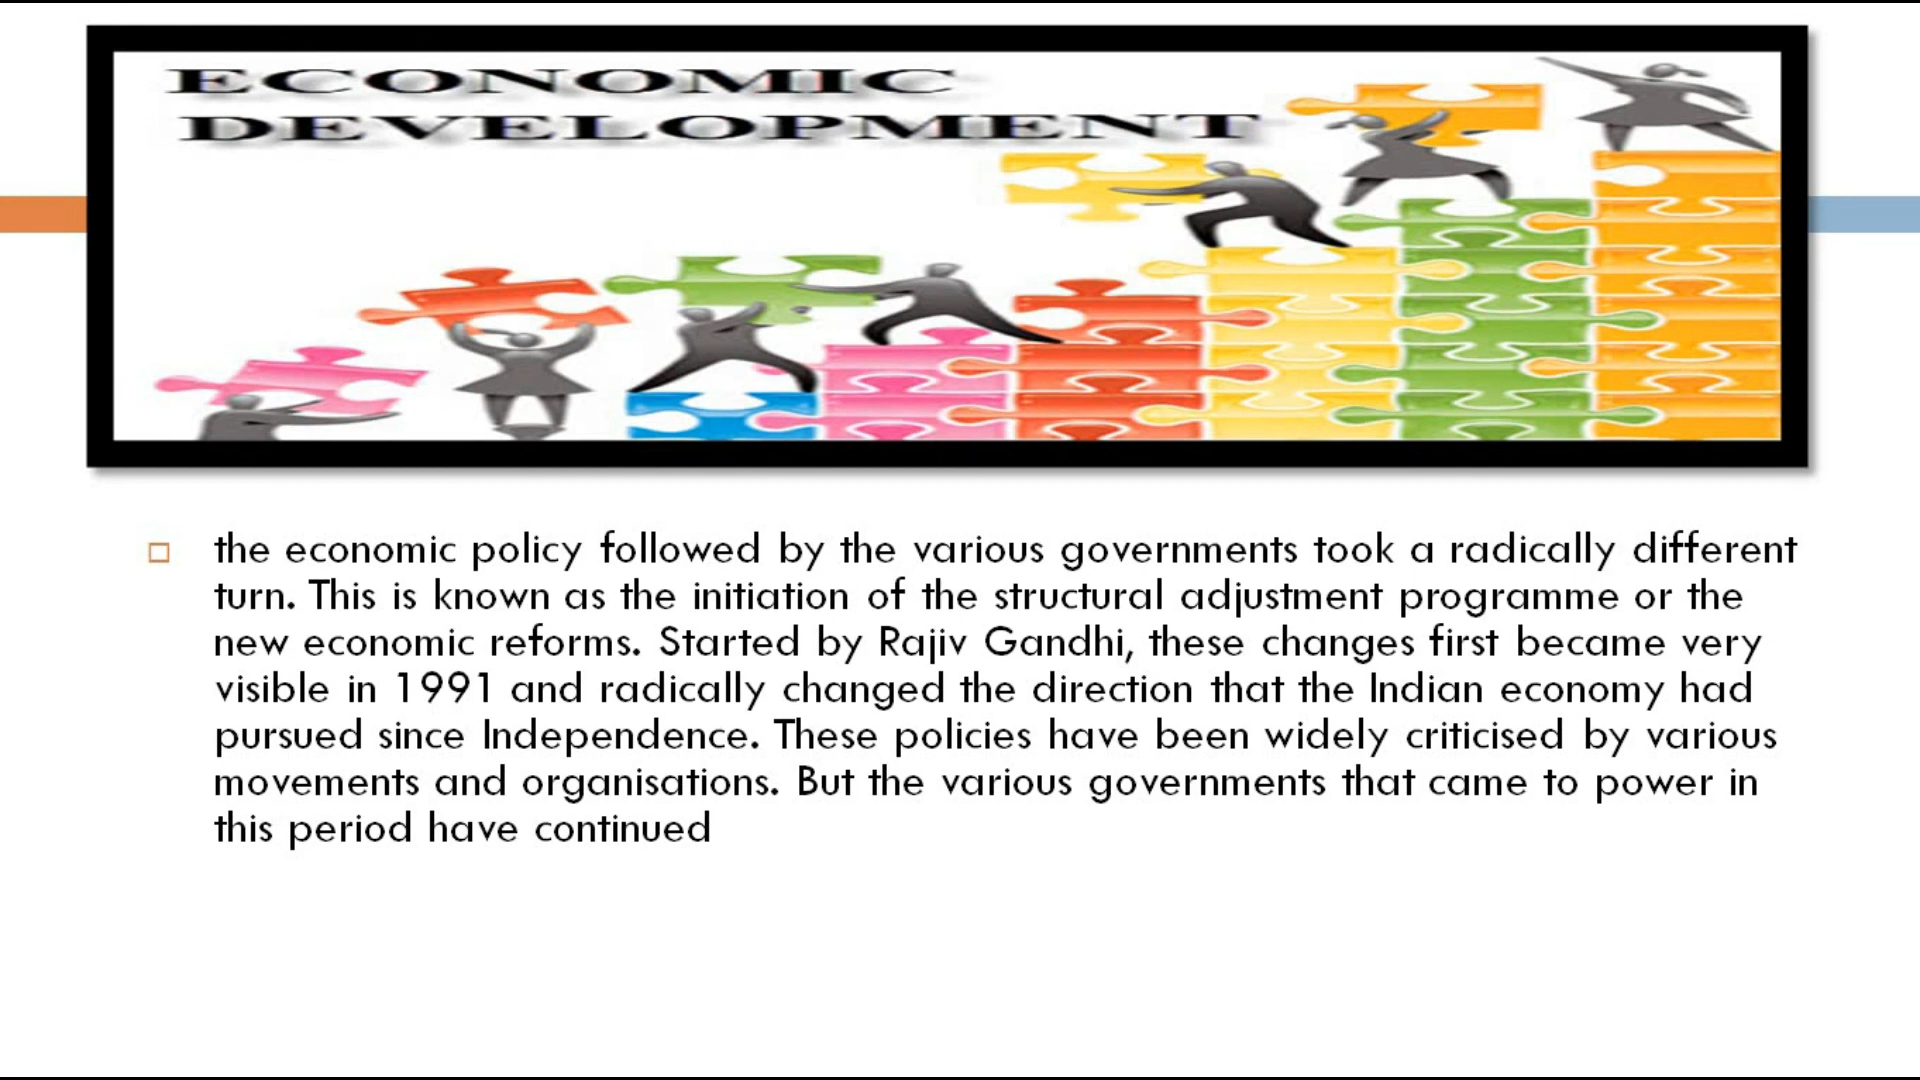 ECONOMIC
DEVELOPMENT
the economic policy followed by the various governments took a radically different
turn. This is known as the initiation of the structural adjustment programme or the
new economic reforms. Started by Rajiv Gandhi, these changes first became very
visible in 1991 and radically changed the direction that the Indian economy had
pursued since Independence. These policies have been widely criticised by various
movements and organisations. But the various governments that came to power in
this period have continued